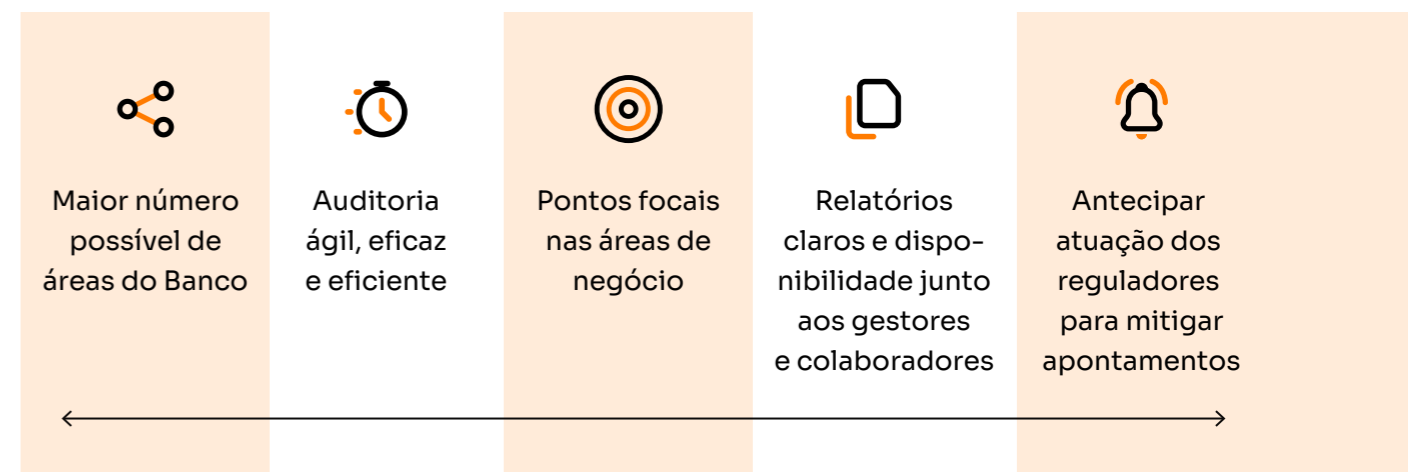 Maior número
possível de
áreas do Banco
Auditoria
ágil, eficaz
e eficiente
Pontos focais
nas áreas de
negócio
Relatórios
claros e dispo-
nibilidade junto
aos gestores
e colaboradores
Antecipar
atuação dos
reguladores
para mitigar
apontamentos